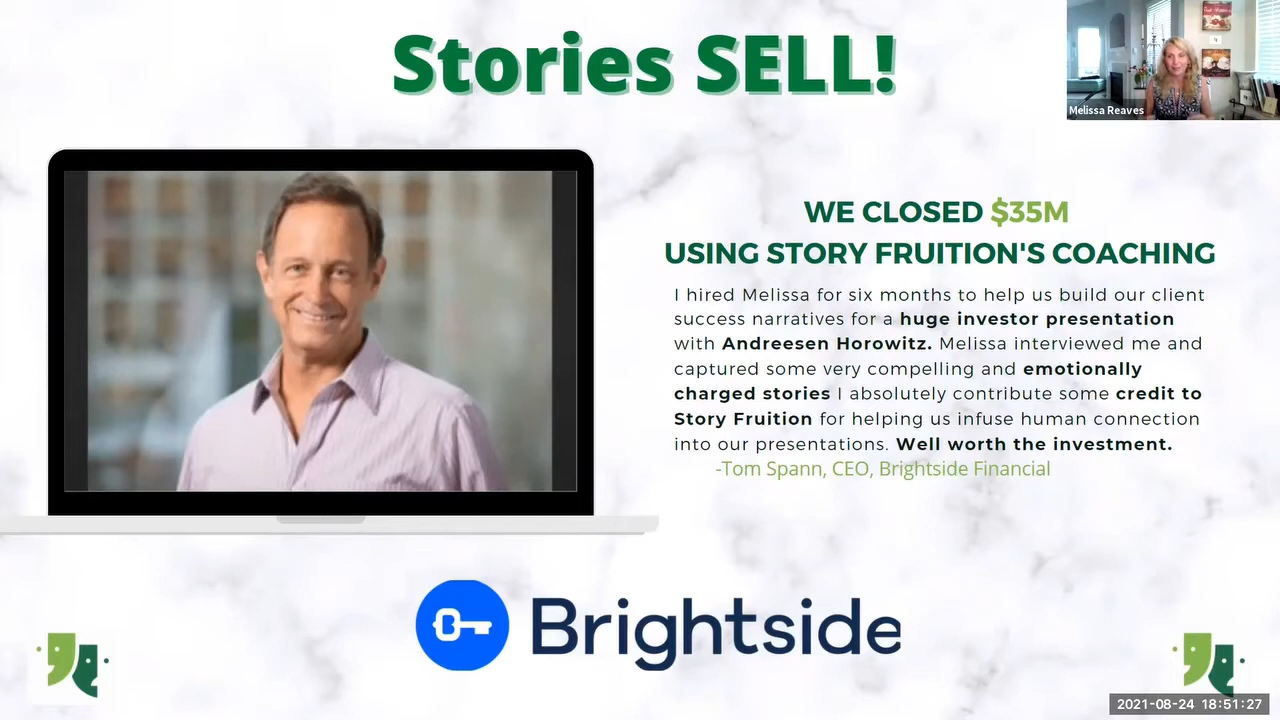 Stories SELL!
Melissa Reaves
WE CLOSED $35M
USING STORY FRUITION'S COACHING
I hired Melissa for six months to help us build our client
success narratives for a huge investor presentation
with Andreesen Horowitz. Melissa interviewed me and
captured some very compelling and emotionally
charged stories I absolutely contribute some credit to
Story Fruition for helping us infuse human connection
into our presentations. Well worth the investment.
-Tom Spann, CEO, Brightside Financial
Brightside
2021-08-24 18:51:27